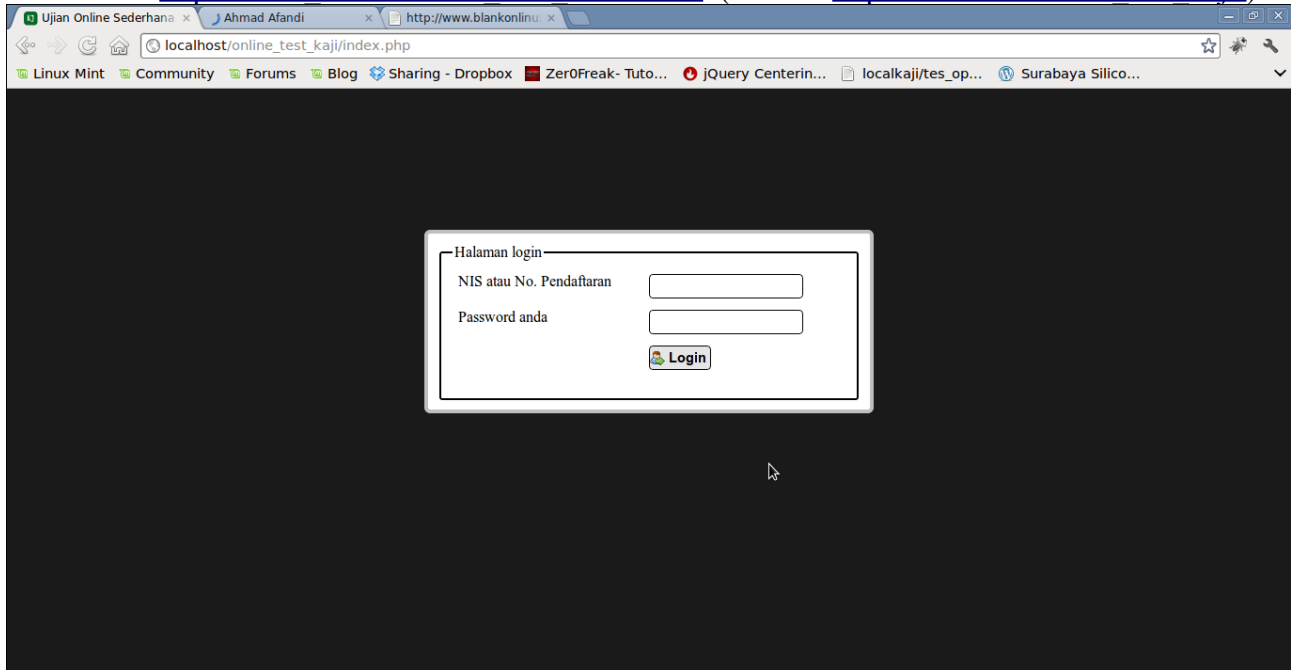 Ujian Online Sederhana
Ahmad Afandi
http://www.blankonlinu
localhost/online_test_kaji/index.php
Linux Mint Community Forums Blog Sharing - Dropbox Zer0Freak- Tuto... jQuery Centerin... localkaji/tes_op... Surabaya Silico...
Halaman login
NIS atau No. Pendaftaran
Password anda
Login